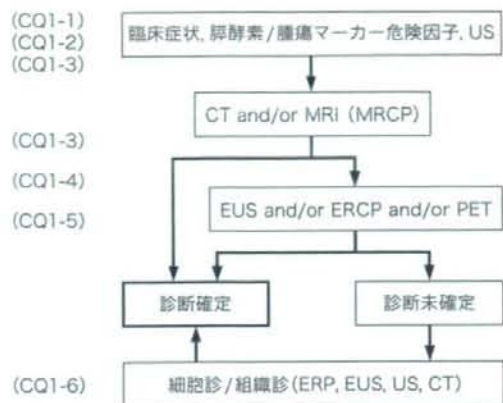 (CQ1-1)
(CQ1-2)
(CQ1-3)
臨床症状, 膵酵素/腫瘍マーカー危険因子, US
CT and/or MRI (MRCP)
(CQ1-3)
(CQ1-4)
(CQ1-5)
EUS and/or ERCP and/or PET
診断確定
診断未確定
(CQ1-6)
細胞診/組織診(ERP, EUS, US, CT)